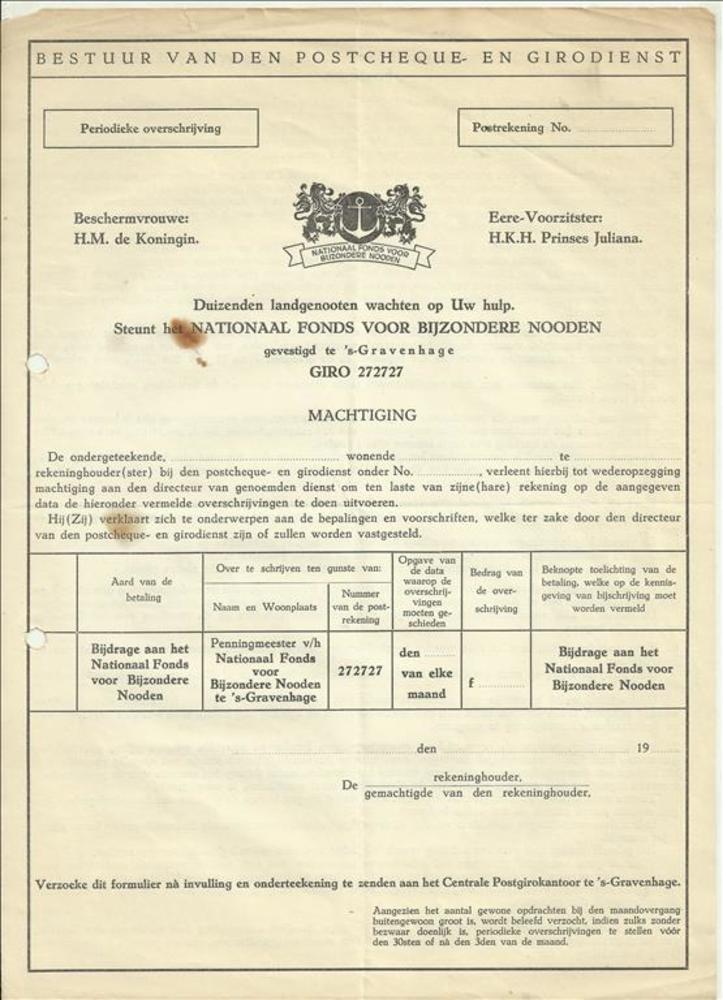 BESTUUR VAN DEN POSTCHEQUE- EN GIRODIENST
Periodieke overschrijving
Postrekening No.
Beschermvrouwe:
H.M. de Koningin.
NATIONAAL FONDS VOOR
BIJZONDERE NOODEN
Eere-Voorzitster:
H.K.H. Prinses Juliana.
Duizenden landgenooten wachten op Uw hulp.
Steunt het NATIONAAL FONDS VOOR BIJZONDERE NOODEN
gevestigd te 's-Gravenhage
GIRO 272727
MACHTIGING
De ondergeteekende, wonende te
rekeninghouder(ster) bij den postcheque- en girodienst onder No. , verleent hierbij tot wederopzegging
machtiging aan den directeur van genoemden dienst om ten laste van zijne(hare) rekening op de aangegeven
data de hieronder vermelde overschrijvingen te doen uitvoeren.
Hij(Zij) verklaart zich te onderwerpen aan de bepalingen en voorschriften, welke ter zake door den directeur
van den postcheque- en girodienst zijn of zullen worden vastgesteld.
Aard van de
betaling
Over te schrijven ten gunste van:
Naam en Woonplaats
Nummer
van de post-
rekening
Opgave van
de data
waarop de
overschrij-
vingen
moeten ge-
schieden
Bedrag van
de over-
schrijving
Beknopte toelichting van de
betaling, welke op de kennis-
geving van bijschrijving moet
worden vermeld
Bijdrage aan het
Nationaal Fonds
voor Bijzondere
Nooden
Penningmeester v/h
Nationaal Fonds
voor
Bijzondere Nooden
te 's-Gravenhage
272727
den
van elke
maand
f
Bijdrage aan het
Nationaal Fonds voor
Bijzondere Nooden
den 19
De rekeninghouder,
gemachtigde van den rekeninghouder,
Verzoeke dit formulier nà invulling en onderteekening te zenden aan het Centrale Postgirokantoor te 's-Gravenhage.
Aangezien het aantal gewone opdrachten bij den maandovergang
buitengewoon groot is, wordt beleefd verzocht, indien zulks zonder
bezwaar doenlijk is, periodieke overschrijvingen te stellen vóór
den 30sten of ná den 3den van de maand.